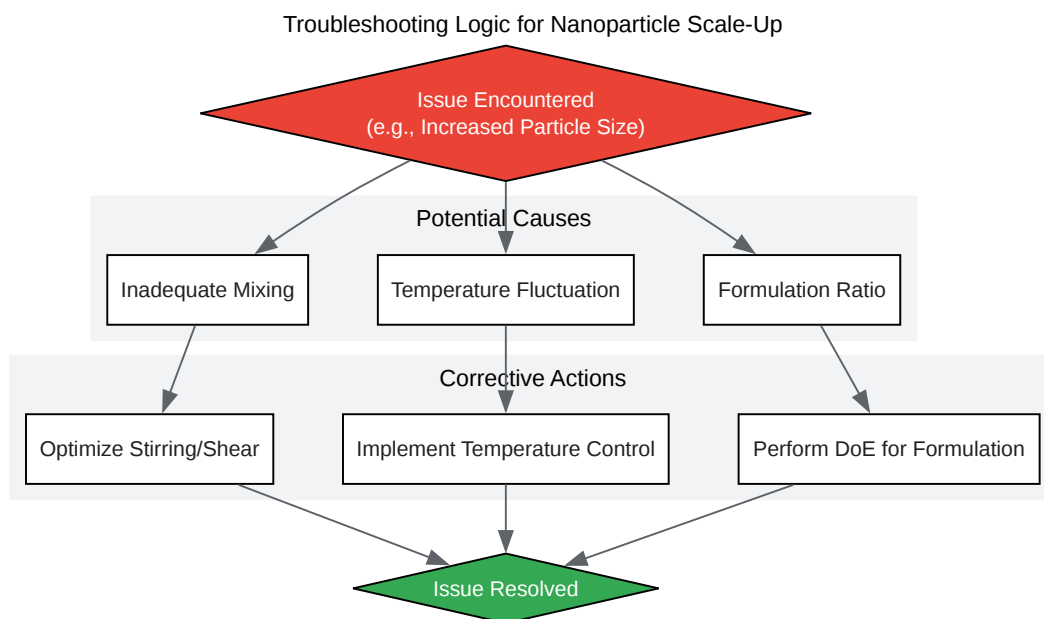 Troubleshooting Logic for Nanoparticle Scale-Up
Issue Encountered
(e.g., Increased Particle Size)
Potential Causes
Inadequate Mixing
Temperature Fluctuation
Formulation Ratio
Corrective Actions
Optimize Stirring/Shear
Implement Temperature Control
Perform DoE for Formulation
Issue Resolved